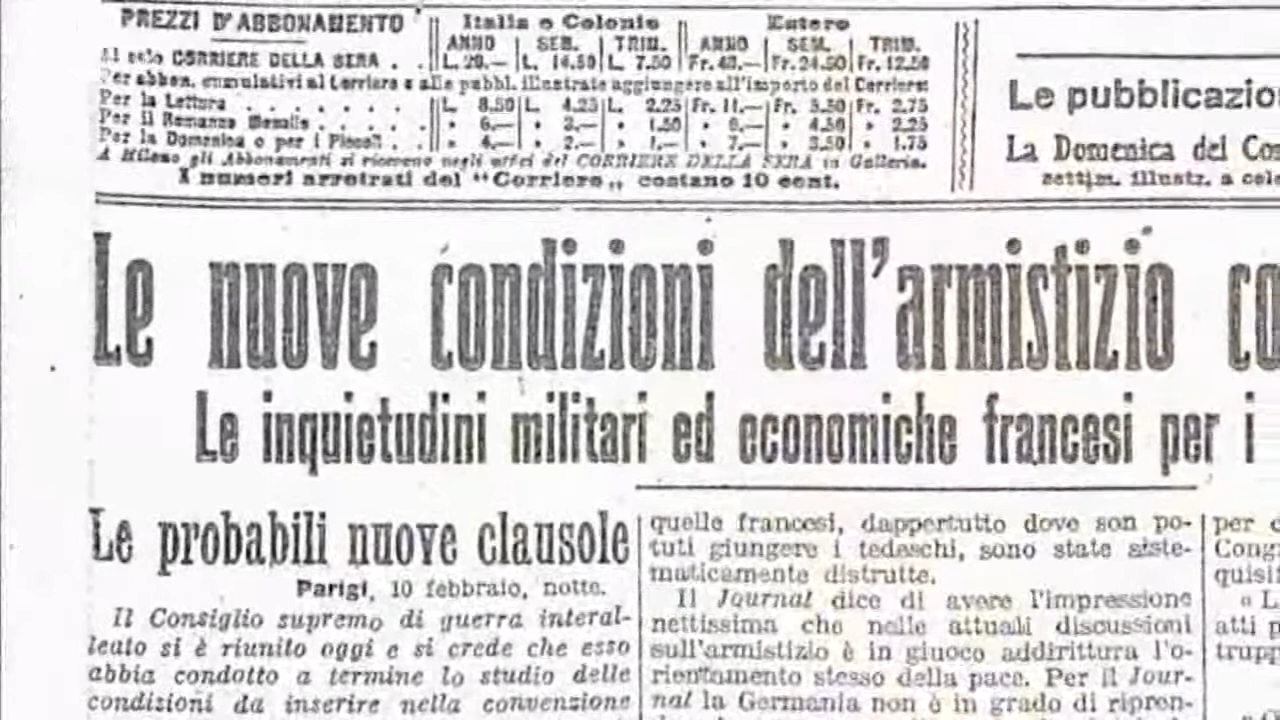 PREZZI D'ABBONAMENTO
Italia e Colonie Estero
ANNO SEM. TRIM. ANNO SEM. TRIM.
Al solo CORRIERE DELLA SERA . . L. 29.— L. 14.50 L. 7.50 Fr. 48.— Fr. 24.50 Fr. 12.50
Per abbon. cumulativi al Corriere e alle pubbl. illustrate aggiungere all'importo del Corriere:
Per la Lettura . . . . . . . L. 8.50 L. 4.25 L. 2.25 Fr. 11.— Fr. 5.50 Fr. 2.75
Per il Romanzo Mensile . . . . . » 6.— » 3.— » 1.50 » 9.— » 4.50 » 2.25
Per la Domenica o per i Piccoli . . » 4.— » 2.— » 1.— » 7.— » 3.50 » 1.75
A Milano gli Abbonamenti si ricevono negli uffici del CORRIERE DELLA SERA in Galleria.
I numeri arretrati del "Corriere„ costano 10 cent.
Le pubblicazio
La Domenica del Cor
settim. illustr. a colo
Le nuove condizioni dell'armistizio co
Le inquietudini militari ed economiche francesi per i
Le probabili nuove clausole
Parigi, 10 febbraio, notte.
Il Consiglio supremo di guerra interal-
leato si è riunito oggi e si crede che esso
abbia condotto a termine lo studio delle
condizioni da inserire nella convenzione
quelle francesi, dappertutto dove son po-
tuti giungere i tedeschi, sono state siste-
maticamente distrutte.
Il Journal dice di avere l'impressione
nettissima che nelle attuali discussioni
sull'armistizio è in giuoco addirittura l'o-
rientamento stesso della pace. Per il Jour-
nal la Germania non è in grado di ripren-
per
Cong
quisi
« L
atti p
trupp